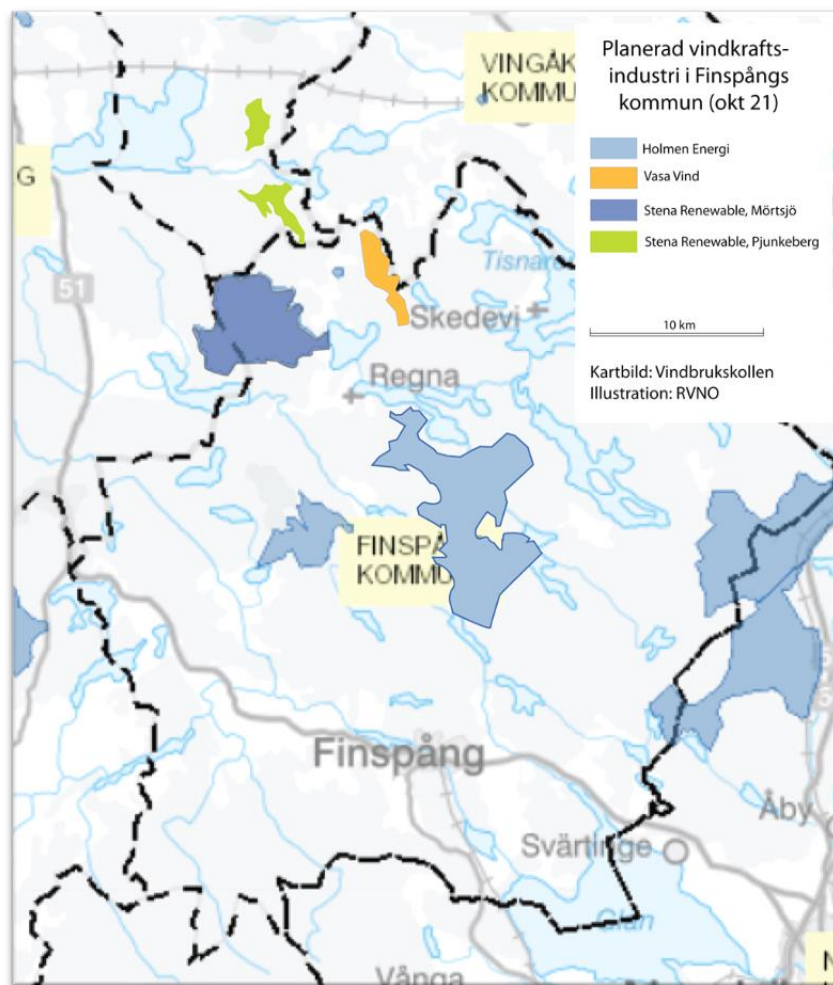 Planerad vindkrafts-
industri i Finspångs
kommun (okt 21)
Holmen Energi
Vasa Vind
Stena Renewable, Mörtsjö
Stena Renewable, Pjunkeberg
10 km
Kartbild: Vindbrukskollen
Illustration: RVNO
VINGÅK
KOMMU
G
51
Tisnare
Skedevi
Regna
FINSPÅ
KOMMU
Finspång
Åby
Svärtinge
Glan
Vånga
N